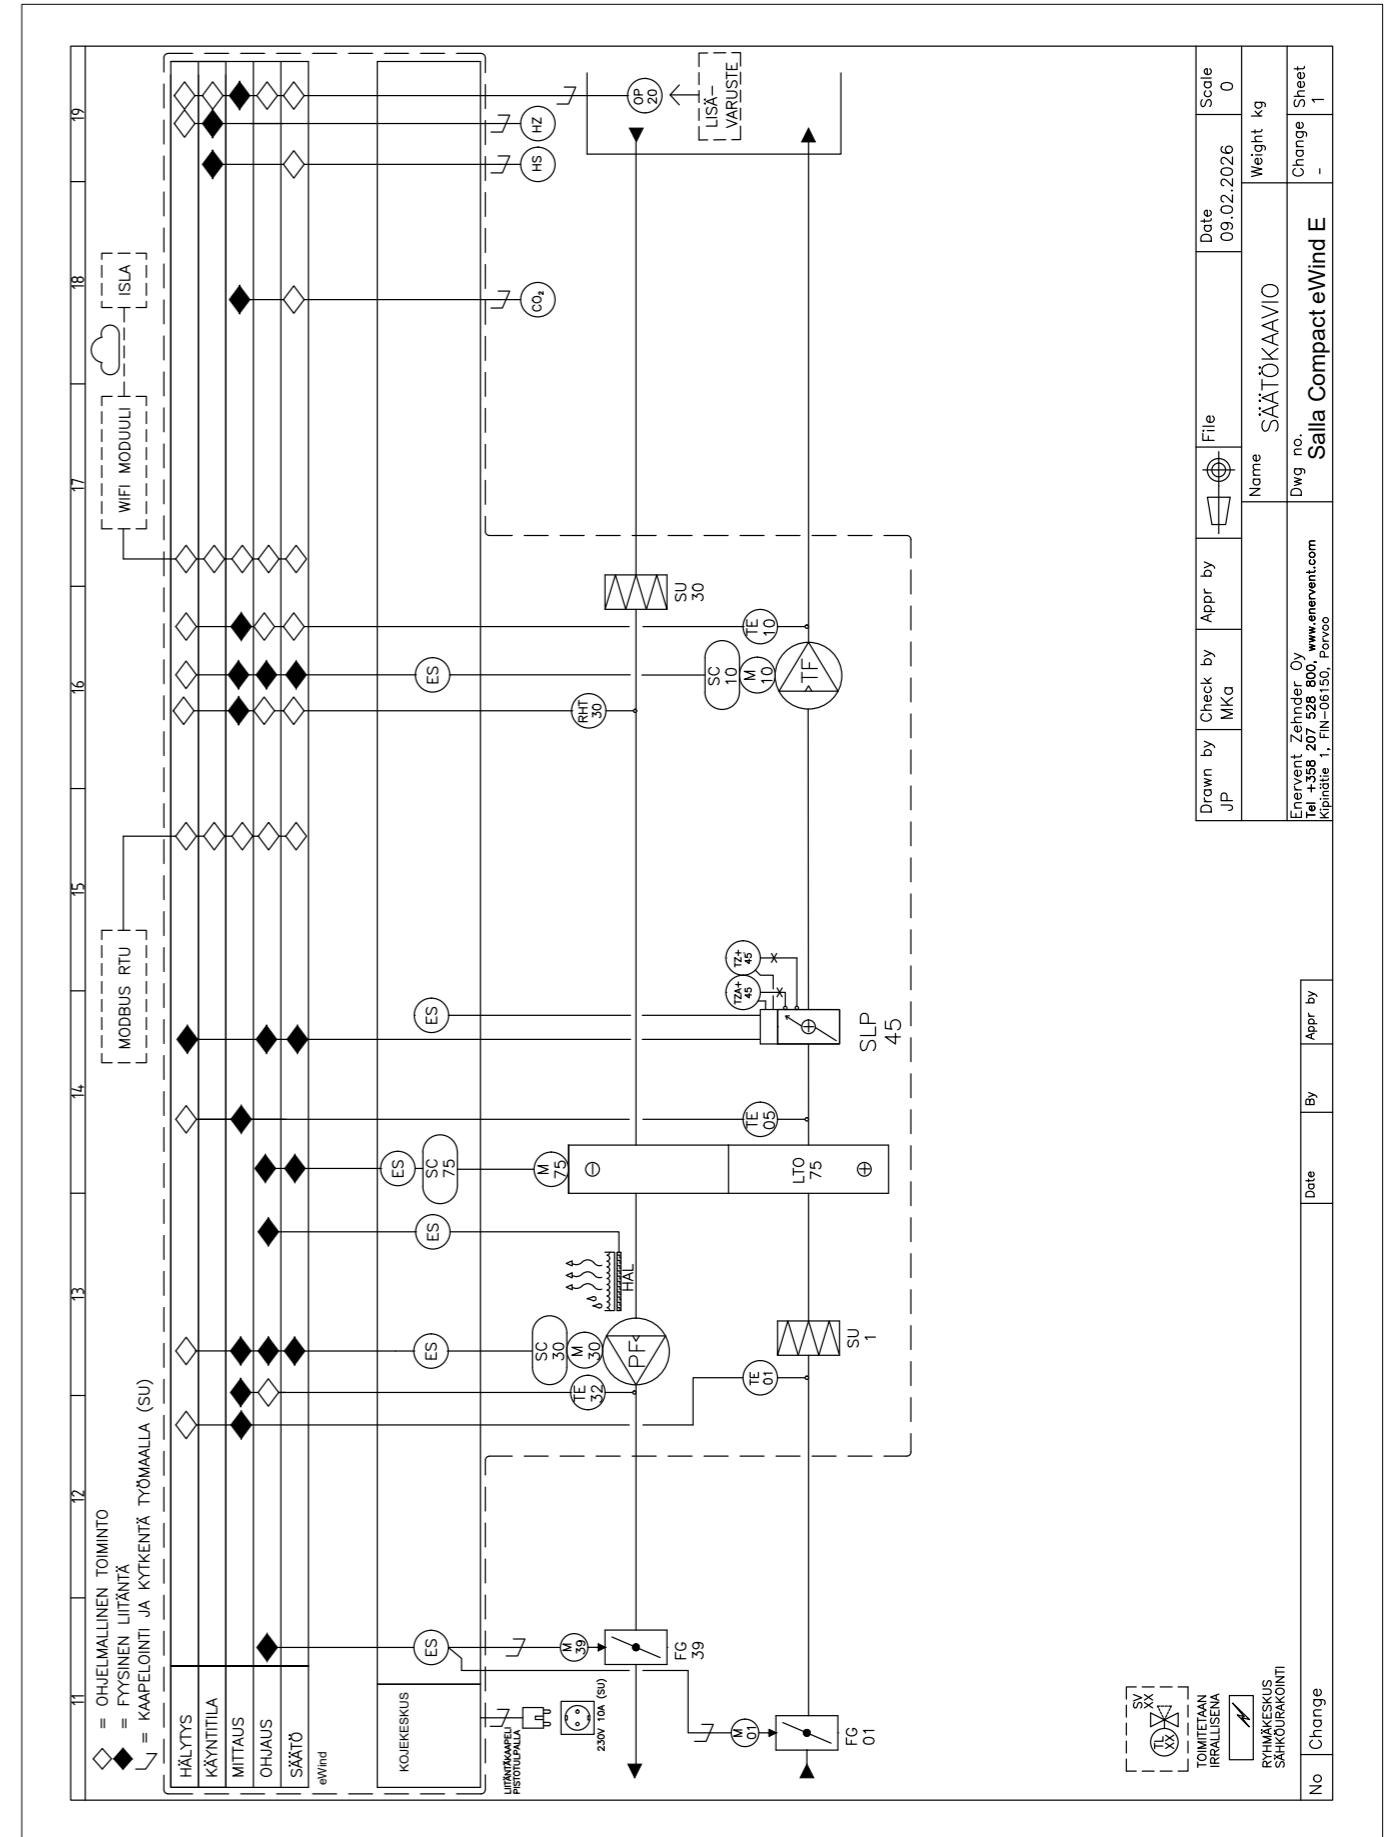 11 12 13 14 15 16 17 18 19
= OHJELMALLINEN TOIMINTO
= FYYSINEN LIITÄNTÄ
= KAAPELOINTI JA KYTKENTÄ TYÖMAALLA (SU)
MODBUS RTU
WIFI MODUULI
ISLA
HÄLYTYS
KÄYNTITILA
MITTAUS
OHJAUS
SÄÄTÖ
eWind
KOJEKESKUS
LIITÄNTÄKAAPELI
PISTOTULPALLA
230V 10A (SU)
ES
ES
ES
ES
ES
ES
SC
75
HZ
HS
CO₂
M
39
FG
39
M
01
FG
01
TE
32
SC
30
M
30
PF
HAL
TE
01
SU
1
M
75
LTO
75
TE
05
TZA+
45
TZ+
45
SLP
45
RHT
30
SC
10
M
10
TF
TE
10
SU
30
OP
20
LISÄ-
VARUSTE
SV
XX
TL
XX
TOIMITETAAN
IRRALLISENA
RYHMÄKESKUS
SÄHKÖURAKOINTI
No Change Date By Appr by
Drawn by
JP
Check by
MKa
Appr by
File
Date
09.02.2026
Scale
0
Name
SÄÄTÖKAAVIO
Weight kg
Enervent Zehnder Oy
Tel +358 207 528 800, www.enervent.com
Kipinätie 1, FIN-06150, Porvoo
Dwg no.
Salla Compact eWind E
Change
-
Sheet
1